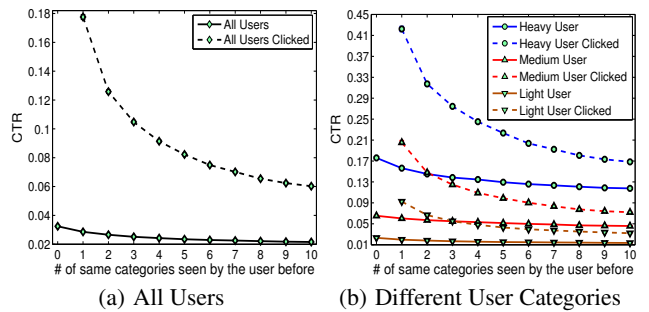 0.18
0.16
0.14
0.12
0.1
0.08
0.06
0.04
0.02
CTR
0 1 2 3 4 5 6 7 8 9 10
# of same categories seen by the user before
All Users
All Users Clicked
(a) All Users
0.45
0.41
0.37
0.33
0.29
0.25
0.21
0.17
0.13
0.09
0.05
0.01
CTR
0 1 2 3 4 5 6 7 8 9 10
# of same categories seen by the user before
Heavy User
Heavy User Clicked
Medium User
Medium User Clicked
Light User
Light User Clicked
(b) Different User Categories